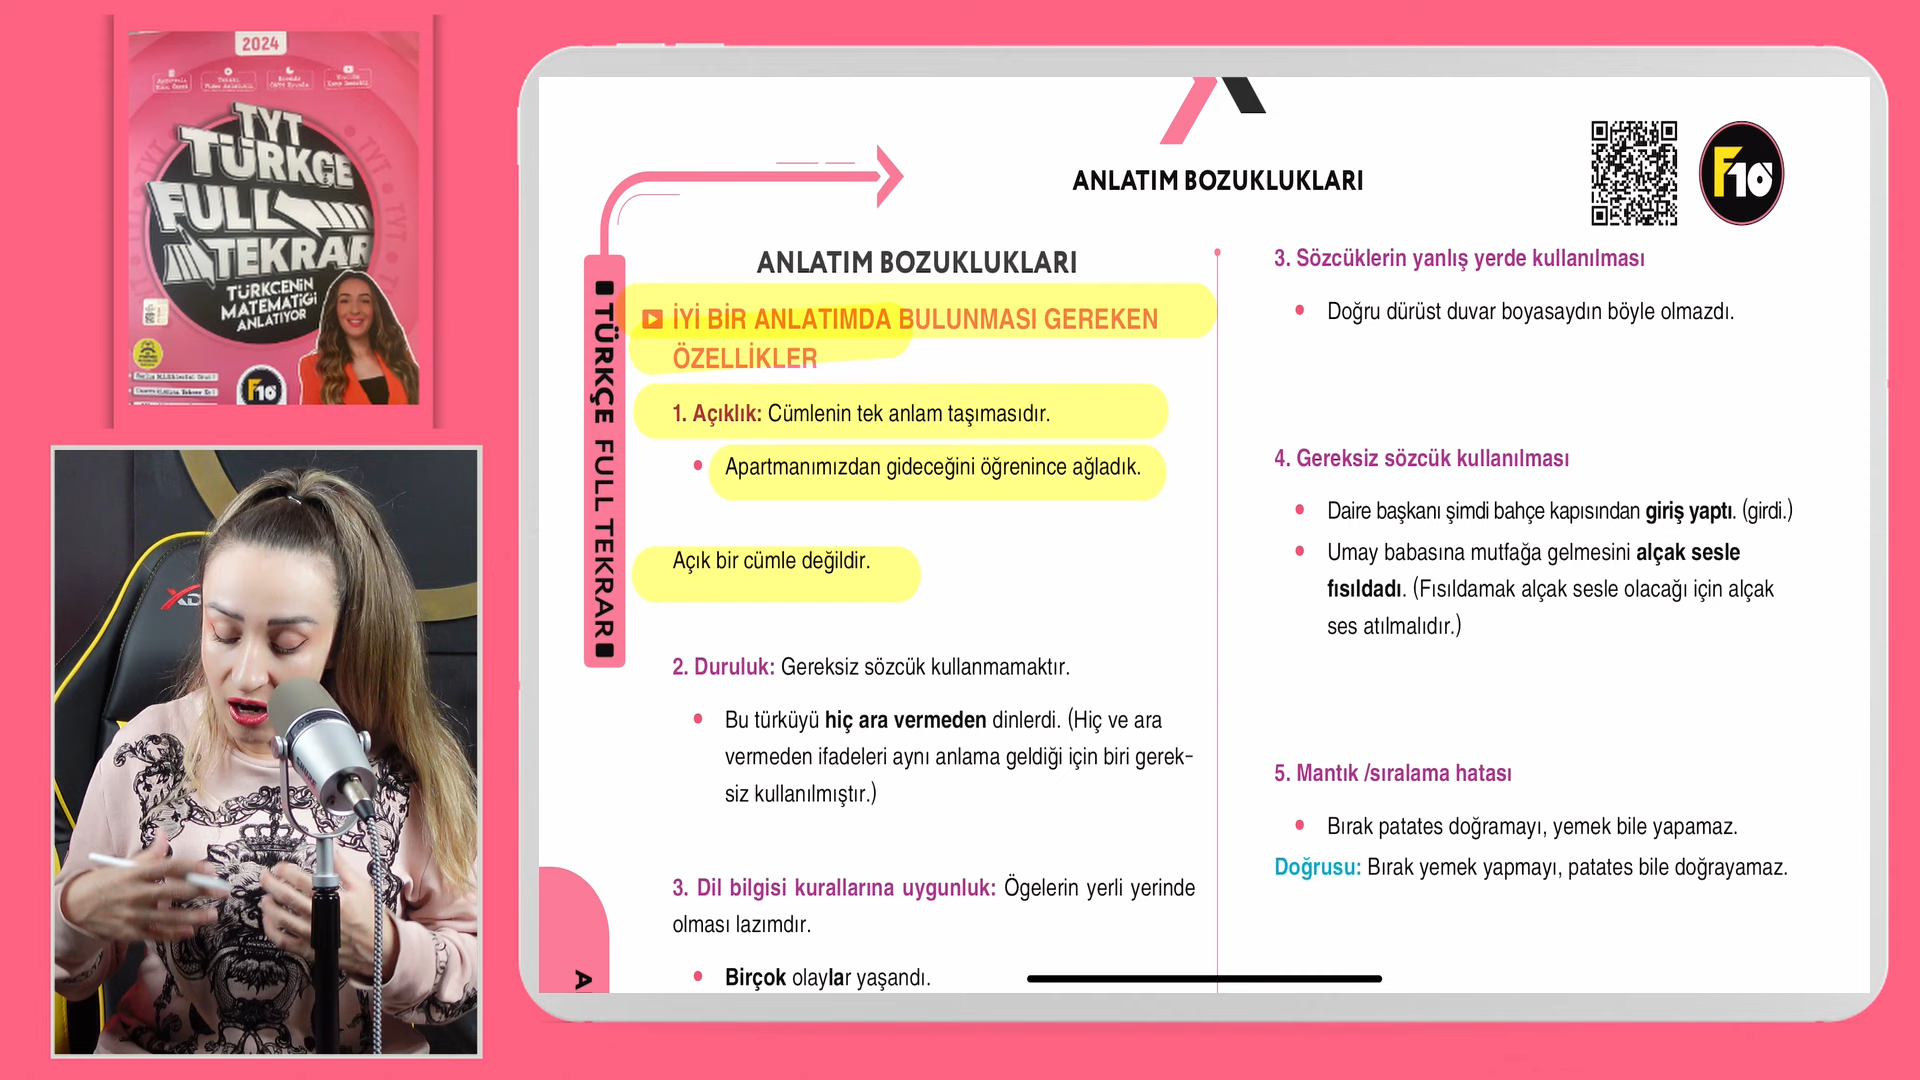 2024
TYT
TÜRKÇE
FULL
TEKRAR
TÜRKCENİN
MATEMATİĞİ
ANLATIYOR
F10
ANLATIM BOZUKLUKLARI
F10
TÜRKÇE FULL TEKRAR
ANLATIM BOZUKLUKLARI
İYİ BİR ANLATIMDA BULUNMASI GEREKEN
ÖZELLİKLER
1. Açıklık: Cümlenin tek anlam taşımasıdır.
• Apartmanımızdan gideceğini öğrenince ağladık.
Açık bir cümle değildir.
2. Duruluk: Gereksiz sözcük kullanmamaktır.
• Bu türküyü hiç ara vermeden dinlerdi. (Hiç ve ara
vermeden ifadeleri aynı anlama geldiği için biri gerek-
siz kullanılmıştır.)
3. Dil bilgisi kurallarına uygunluk: Ögelerin yerli yerinde
olması lazımdır.
• Birçok olaylar yaşandı.
A
3. Sözcüklerin yanlış yerde kullanılması
• Doğru dürüst duvar boyasaydın böyle olmazdı.
4. Gereksiz sözcük kullanılması
• Daire başkanı şimdi bahçe kapısından giriş yaptı. (girdi.)
• Umay babasına mutfağa gelmesini alçak sesle
fısıldadı. (Fısıldamak alçak sesle olacağı için alçak
ses atılmalıdır.)
5. Mantık /sıralama hatası
• Bırak patates doğramayı, yemek bile yapamaz.
Doğrusu: Bırak yemek yapmayı, patates bile doğrayamaz.